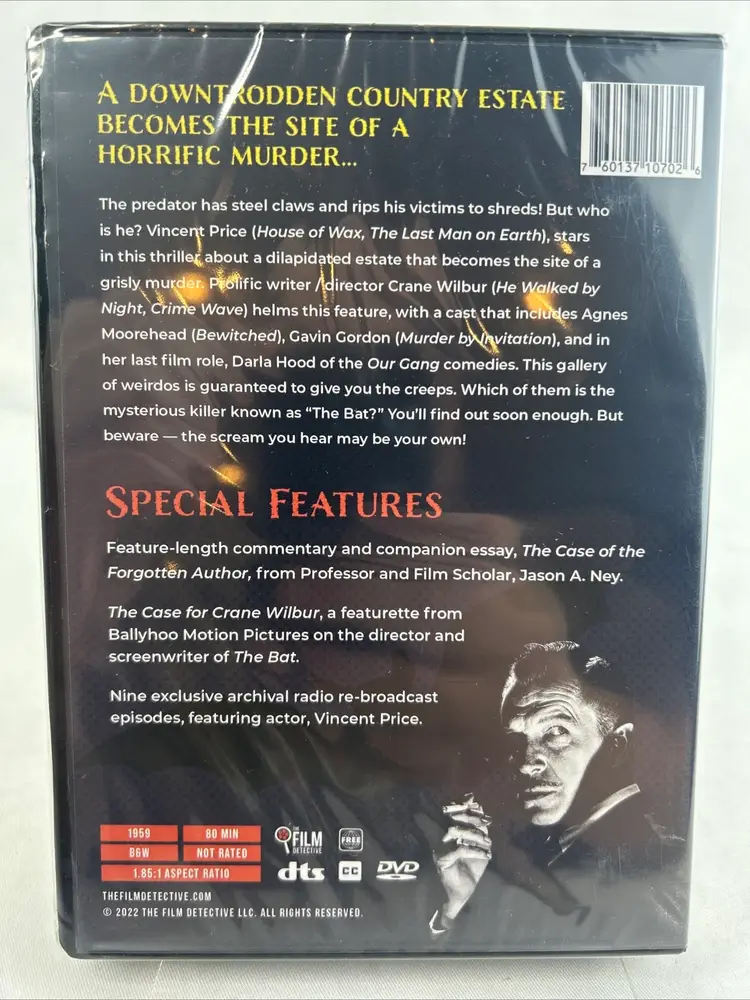 A DOWNTRODDEN COUNTRY ESTATE
BECOMES THE SITE OF A
HORRIFIC MURDER...
7 60137 10702 6
The predator has steel claws and rips his victims to shreds! But who
is he? Vincent Price (House of Wax, The Last Man on Earth), stars
in this thriller about a dilapidated estate that becomes the site of a
grisly murder. Prolific writer / director Crane Wilbur (He Walked by
Night, Crime Wave) helms this feature, with a cast that includes Agnes
Moorehead (Bewitched), Gavin Gordon (Murder by Invitation), and in
her last film role, Darla Hood of the Our Gang comedies. This gallery
of weirdos is guaranteed to give you the creeps. Which of them is the
mysterious killer known as “The Bat?” You’ll find out soon enough. But
beware — the scream you hear may be your own!
SPECIAL FEATURES
Feature-length commentary and companion essay, The Case of the
Forgotten Author, from Professor and Film Scholar, Jason A. Ney.
The Case for Crane Wilbur, a featurette from
Ballyhoo Motion Pictures on the director and
screenwriter of The Bat.
Nine exclusive archival radio re-broadcast
episodes, featuring actor, Vincent Price.
1959 80 MIN
B&W NOT RATED
1.85:1 ASPECT RATIO
THE FILM DETECTIVE
FREE
dts CC DVD
THEFILMDETECTIVE.COM
© 2022 THE FILM DETECTIVE LLC. ALL RIGHTS RESERVED.